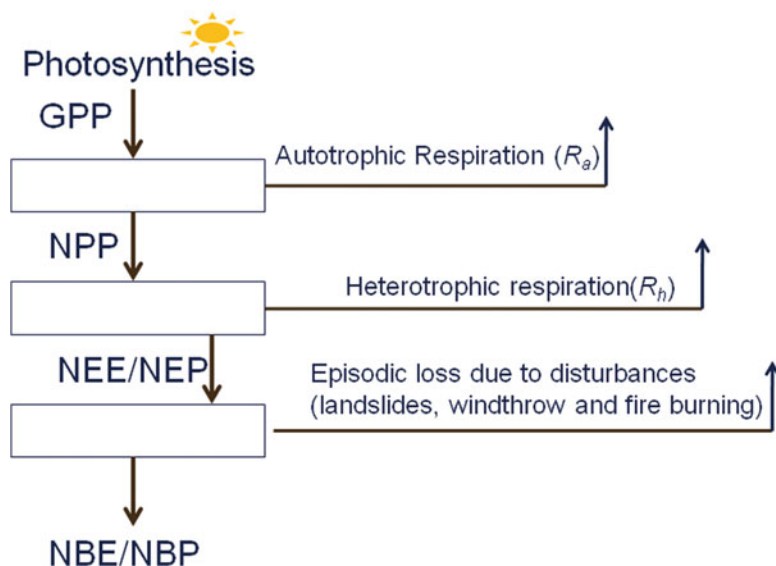 Photosynthesis
GPP
Autotrophic Respiration (Ra)
NPP
Heterotrophic respiration(Rh)
NEE/NEP
Episodic loss due to disturbances
(landslides, windthrow and fire burning)
NBE/NBP